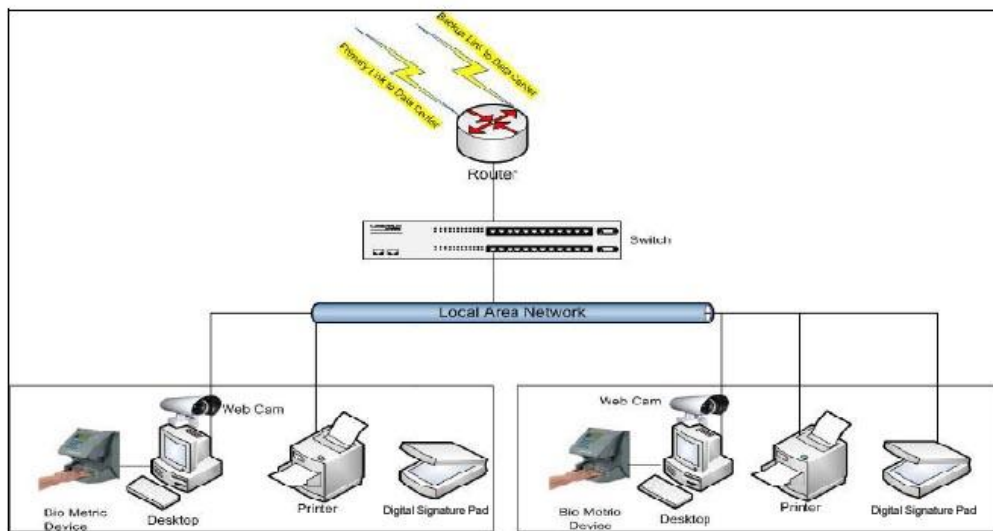 Backup Link to Data Center
Primary Link to Data Center
Router
Switch
Local Area Network
Web Cam
Web Cam
Bio Metric
Device
Desktop
Printer
Digital Signature Pad
Bio Metric
Device
Desktop
Printer
Digital Signature Pad